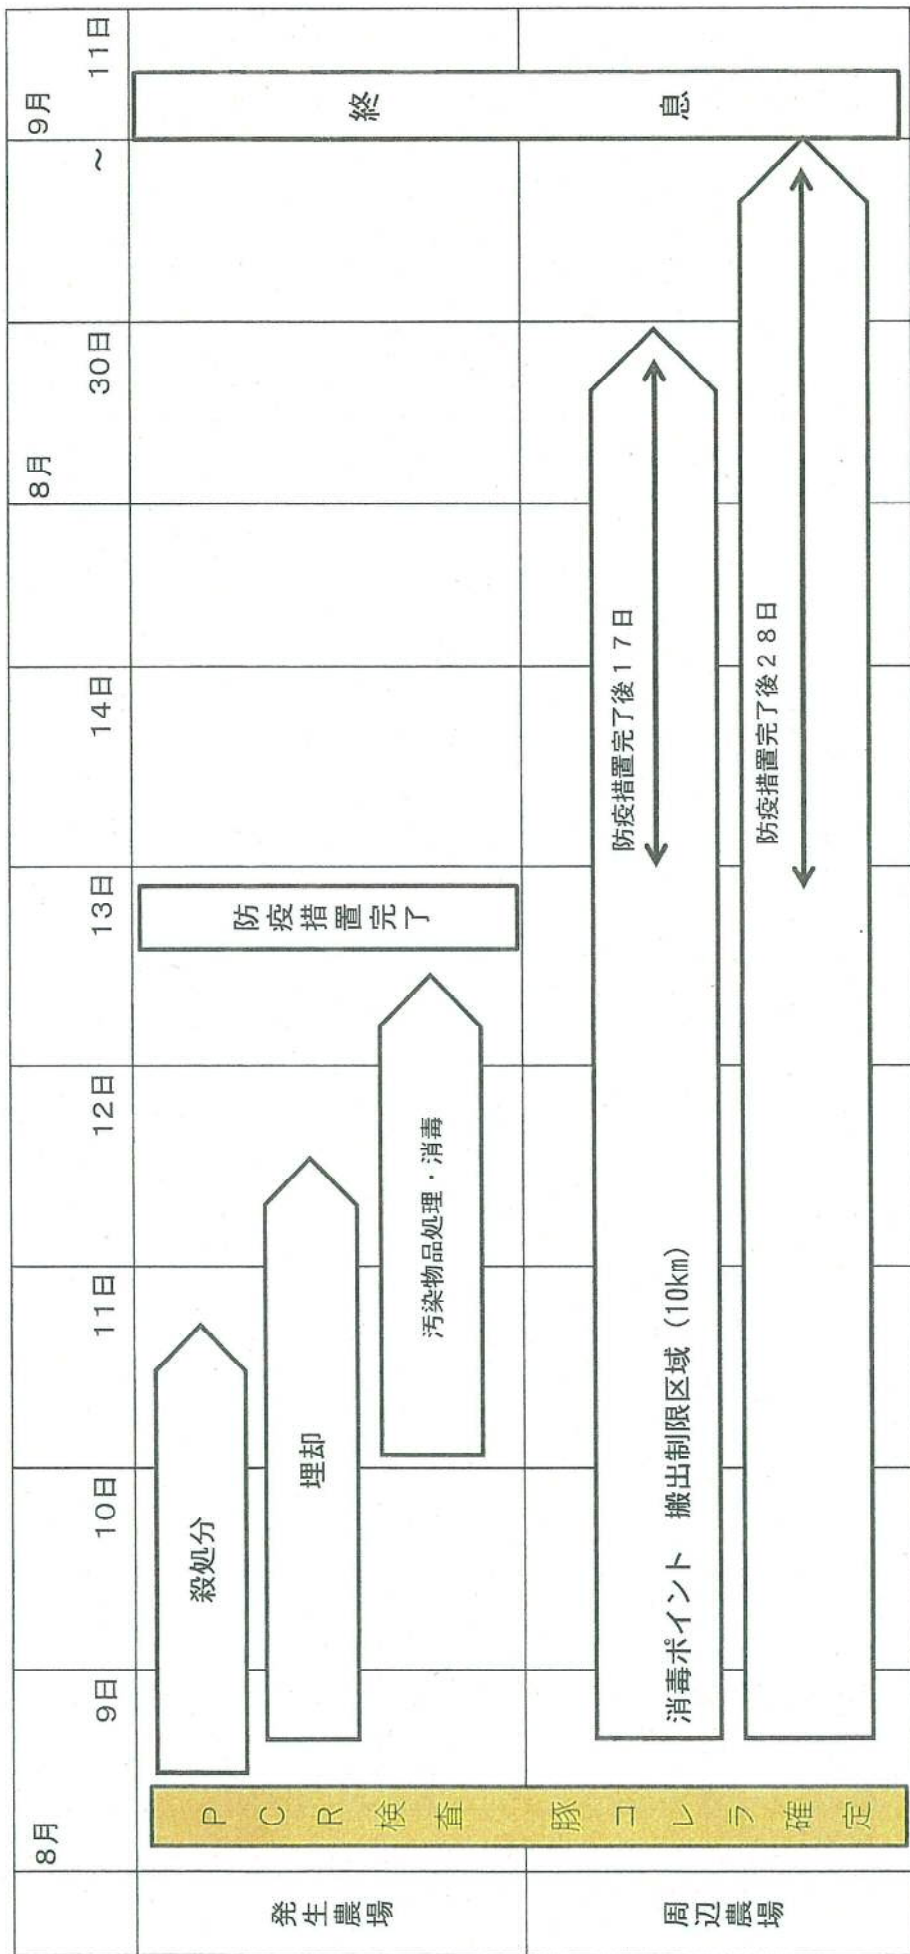 8月
9日
10日
11日
12日
13日
14日
8月
30日
～
9月
11日
発生農場
PCR検査 豚コレラ確定
殺処分
埋却
汚染物品処理・消毒
防疫措置完了
終息
周辺農場
消毒ポイント 搬出制限区域（10km）
防疫措置完了後１７日
防疫措置完了後２８日